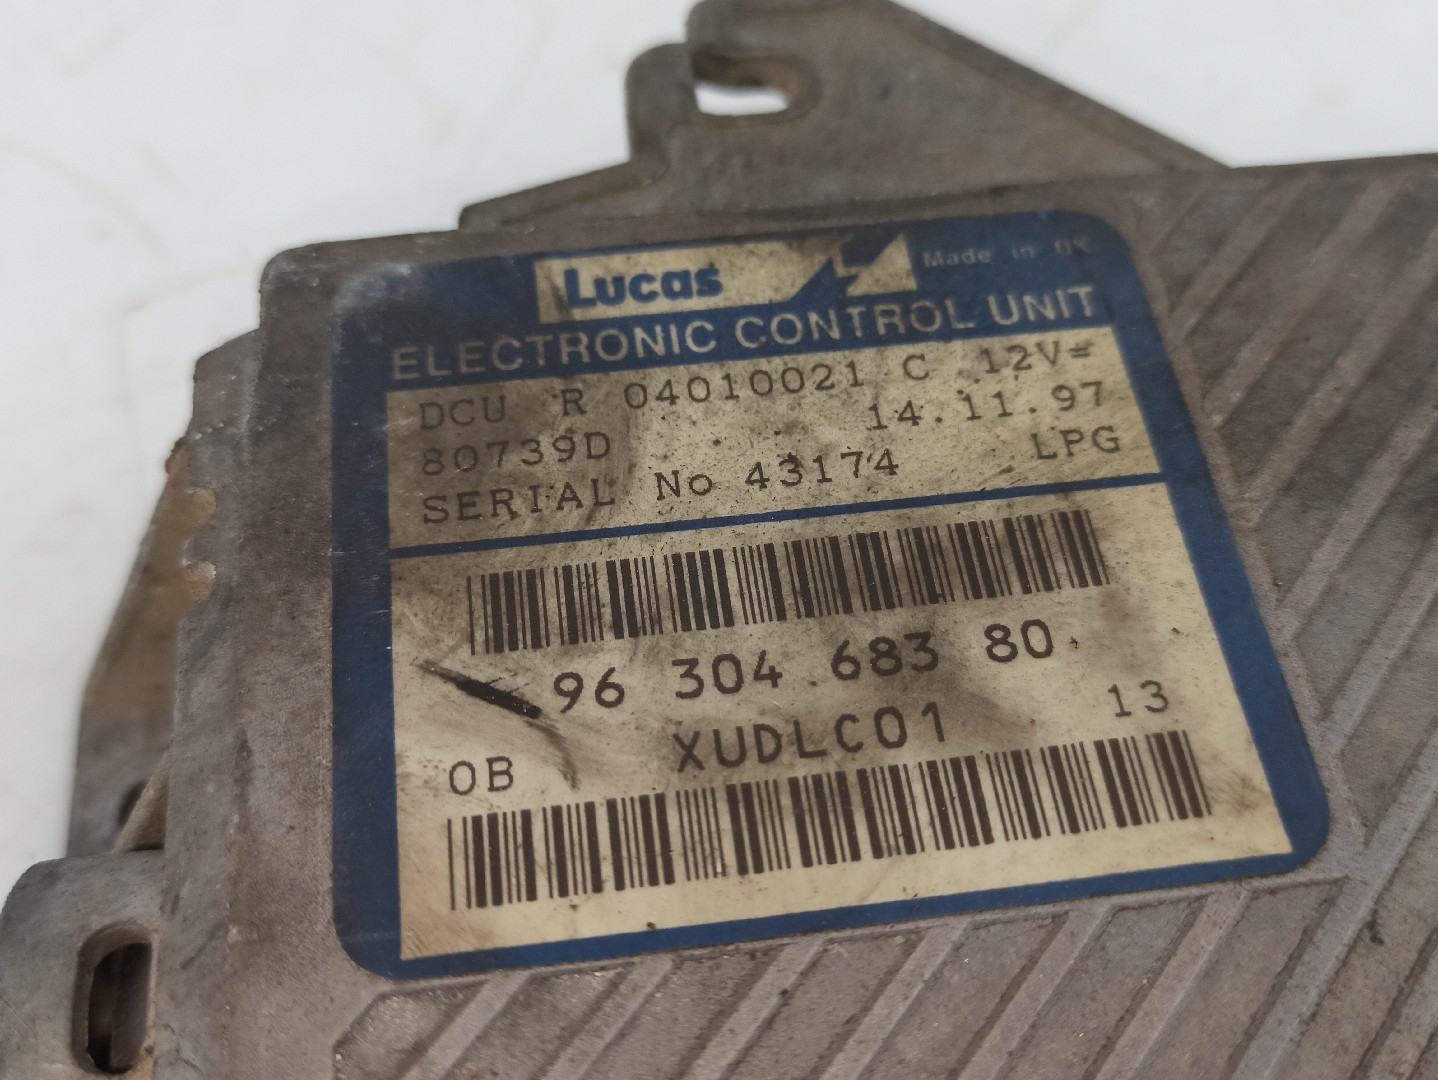 Lucas Made in UK
ELECTRONIC CONTROL UNIT
DCU R 04010021 C 12V=
80739D 14.11.97
SERIAL No 43174 LPG
96 304 683 80
0B XUDLC01 13